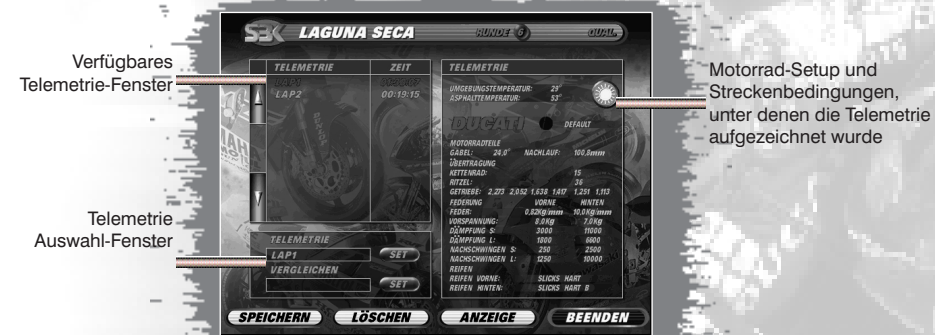 Verfügbares
Telemetrie-Fenster
Telemetrie
Auswahl-Fenster
SBK LAGUNA SECA RUNDE 6 QUAL.
TELEMETRIE ZEIT
LAP2 00:19:15
TELEMETRIE
LAP1 SET
VERGLEICHEN
SET
TELEMETRIE
UMGEBUNGSTEMPERATUR: 29°
ASPHALTTEMPERATUR: 53°
DUCATI DEFAULT
MOTORRADTEILE
GABEL: 24,0° NACHLAUF: 100,8mm
ÜBERTRAGUNG
KETTENRAD: 15
RITZEL: 36
GETRIEBE: 2,273 2,052 1,638 1,417 1,251 1,113
FEDERUNG VORNE HINTEN
FEDER: 0,82Kg/mm 10,0Kg/mm
VORSPANNUNG: 8,0Kg 7,0Kg
DÄMPFUNG S: 3000 11000
DÄMPFUNG L: 1800 6600
NACHSCHWINGEN S: 250 2500
NACHSCHWINGEN L: 1250 10000
REIFEN
REIFEN VORNE: SLICKS HART
REIFEN HINTEN: SLICKS HART B
SPEICHERN LÖSCHEN ANZEIGE BEENDEN
Motorrad-Setup und
Streckenbedingungen,
unter denen die Telemetrie
aufgezeichnet wurde